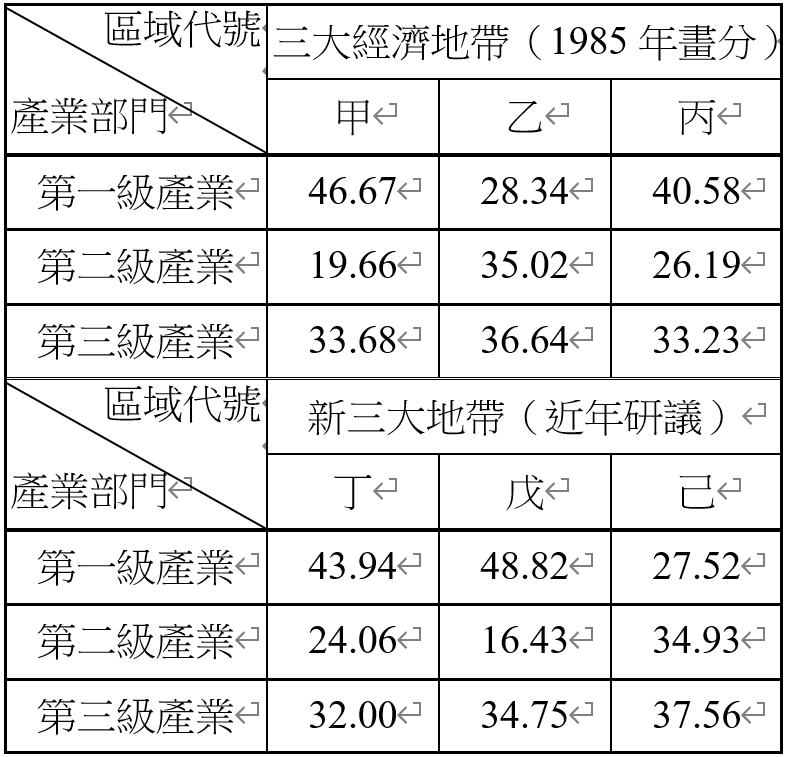 區域代號 三大經濟地帶（1985 年畫分）
產業部門↵ 甲↵ 乙↵ 丙↵
第一級產業↵ 46.67↵ 28.34↵ 40.58↵
第二級產業↵ 19.66↵ 35.02↵ 26.19↵
第三級產業↵ 33.68↵ 36.64↵ 33.23↵
區域代號 新三大地帶（近年研議）↵
產業部門↵ 丁↵ 戊↵ 己↵
第一級產業↵ 43.94↵ 48.82↵ 27.52↵
第二級產業↵ 24.06↵ 16.43↵ 34.93↵
第三級產業↵ 32.00↵ 34.75↵ 37.56↵